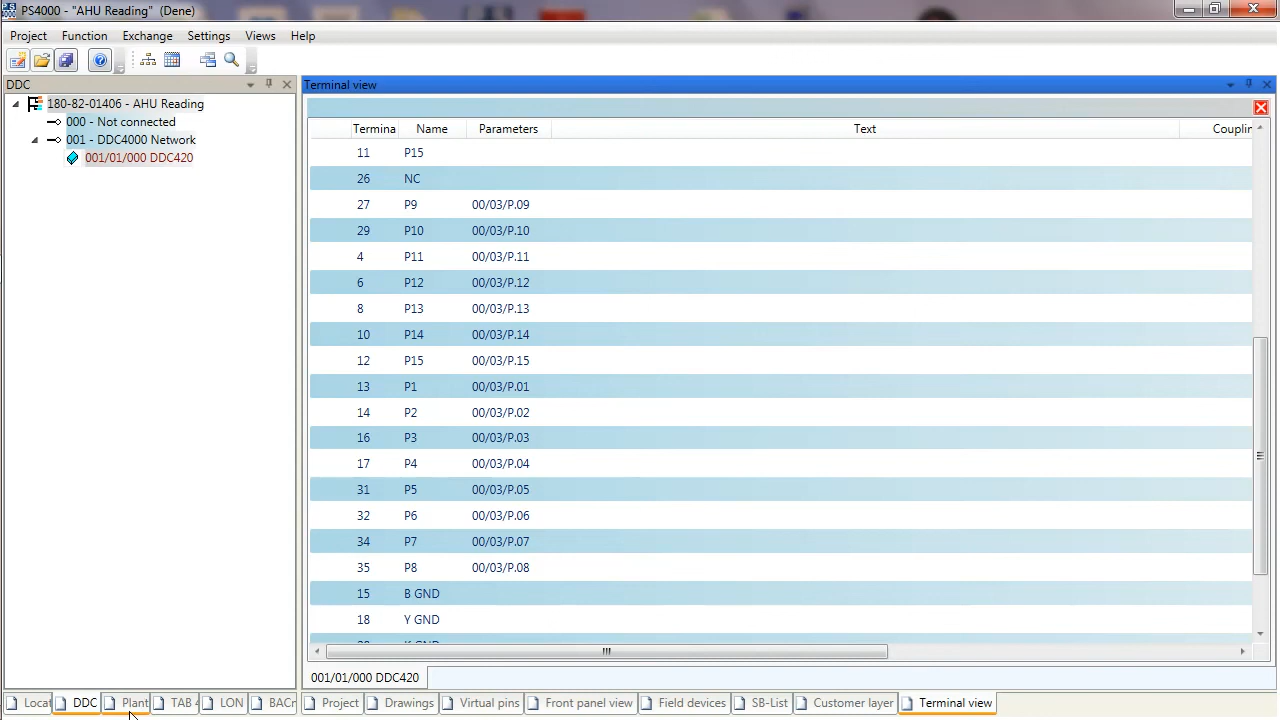 PS4000 - "AHU Reading" (Dene)
Project Function Exchange Settings Views Help
DDC
180-82-01406 - AHU Reading
000 - Not connected
001 - DDC4000 Network
001/01/000 DDC420
Terminal view
Termina Name Parameters Text Couplin
11 P15
26 NC
27 P9 00/03/P.09
29 P10 00/03/P.10
4 P11 00/03/P.11
6 P12 00/03/P.12
8 P13 00/03/P.13
10 P14 00/03/P.14
12 P15 00/03/P.15
13 P1 00/03/P.01
14 P2 00/03/P.02
16 P3 00/03/P.03
17 P4 00/03/P.04
31 P5 00/03/P.05
32 P6 00/03/P.06
34 P7 00/03/P.07
35 P8 00/03/P.08
15 B GND
18 Y GND
001/01/000 DDC420
Locat DDC Plant TAB LON BACr Project Drawings Virtual pins Front panel view Field devices SB-List Customer layer Terminal view